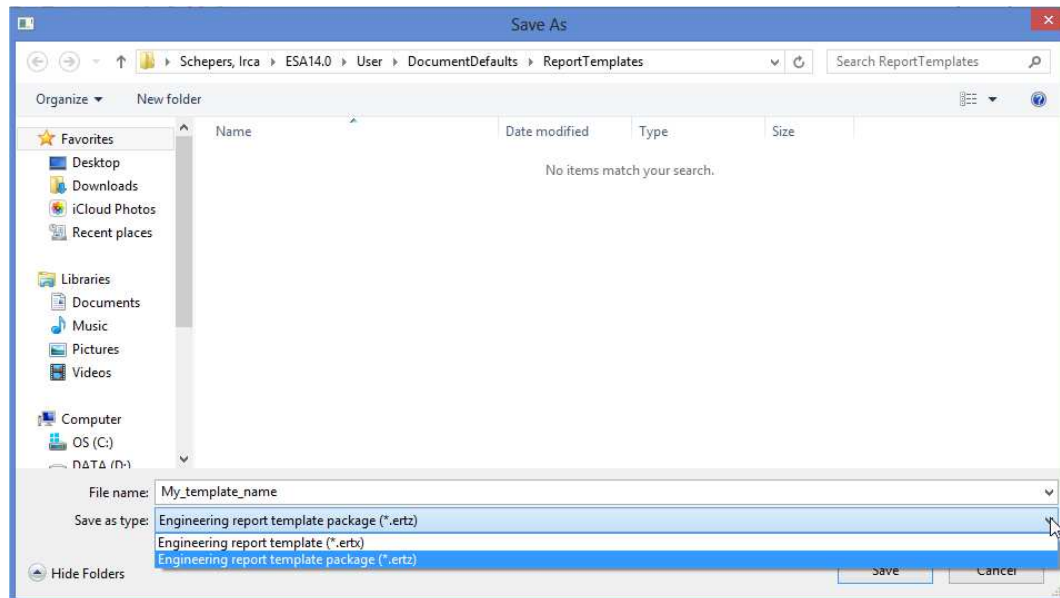 Save As
Schepers, Irca ▸ ESA14.0 ▸ User ▸ DocumentDefaults ▸ ReportTemplates
Search ReportTemplates
Organize
New folder
Name
Date modified
Type
Size
No items match your search.
Favorites
Desktop
Downloads
iCloud Photos
Recent places
Libraries
Documents
Music
Pictures
Videos
Computer
OS (C:)
DATA (D:)
File name: My_template_name
Save as type: Engineering report template package (*.ertz)
Engineering report template (*.ertx)
Engineering report template package (*.ertz)
Hide Folders
Save
Cancel